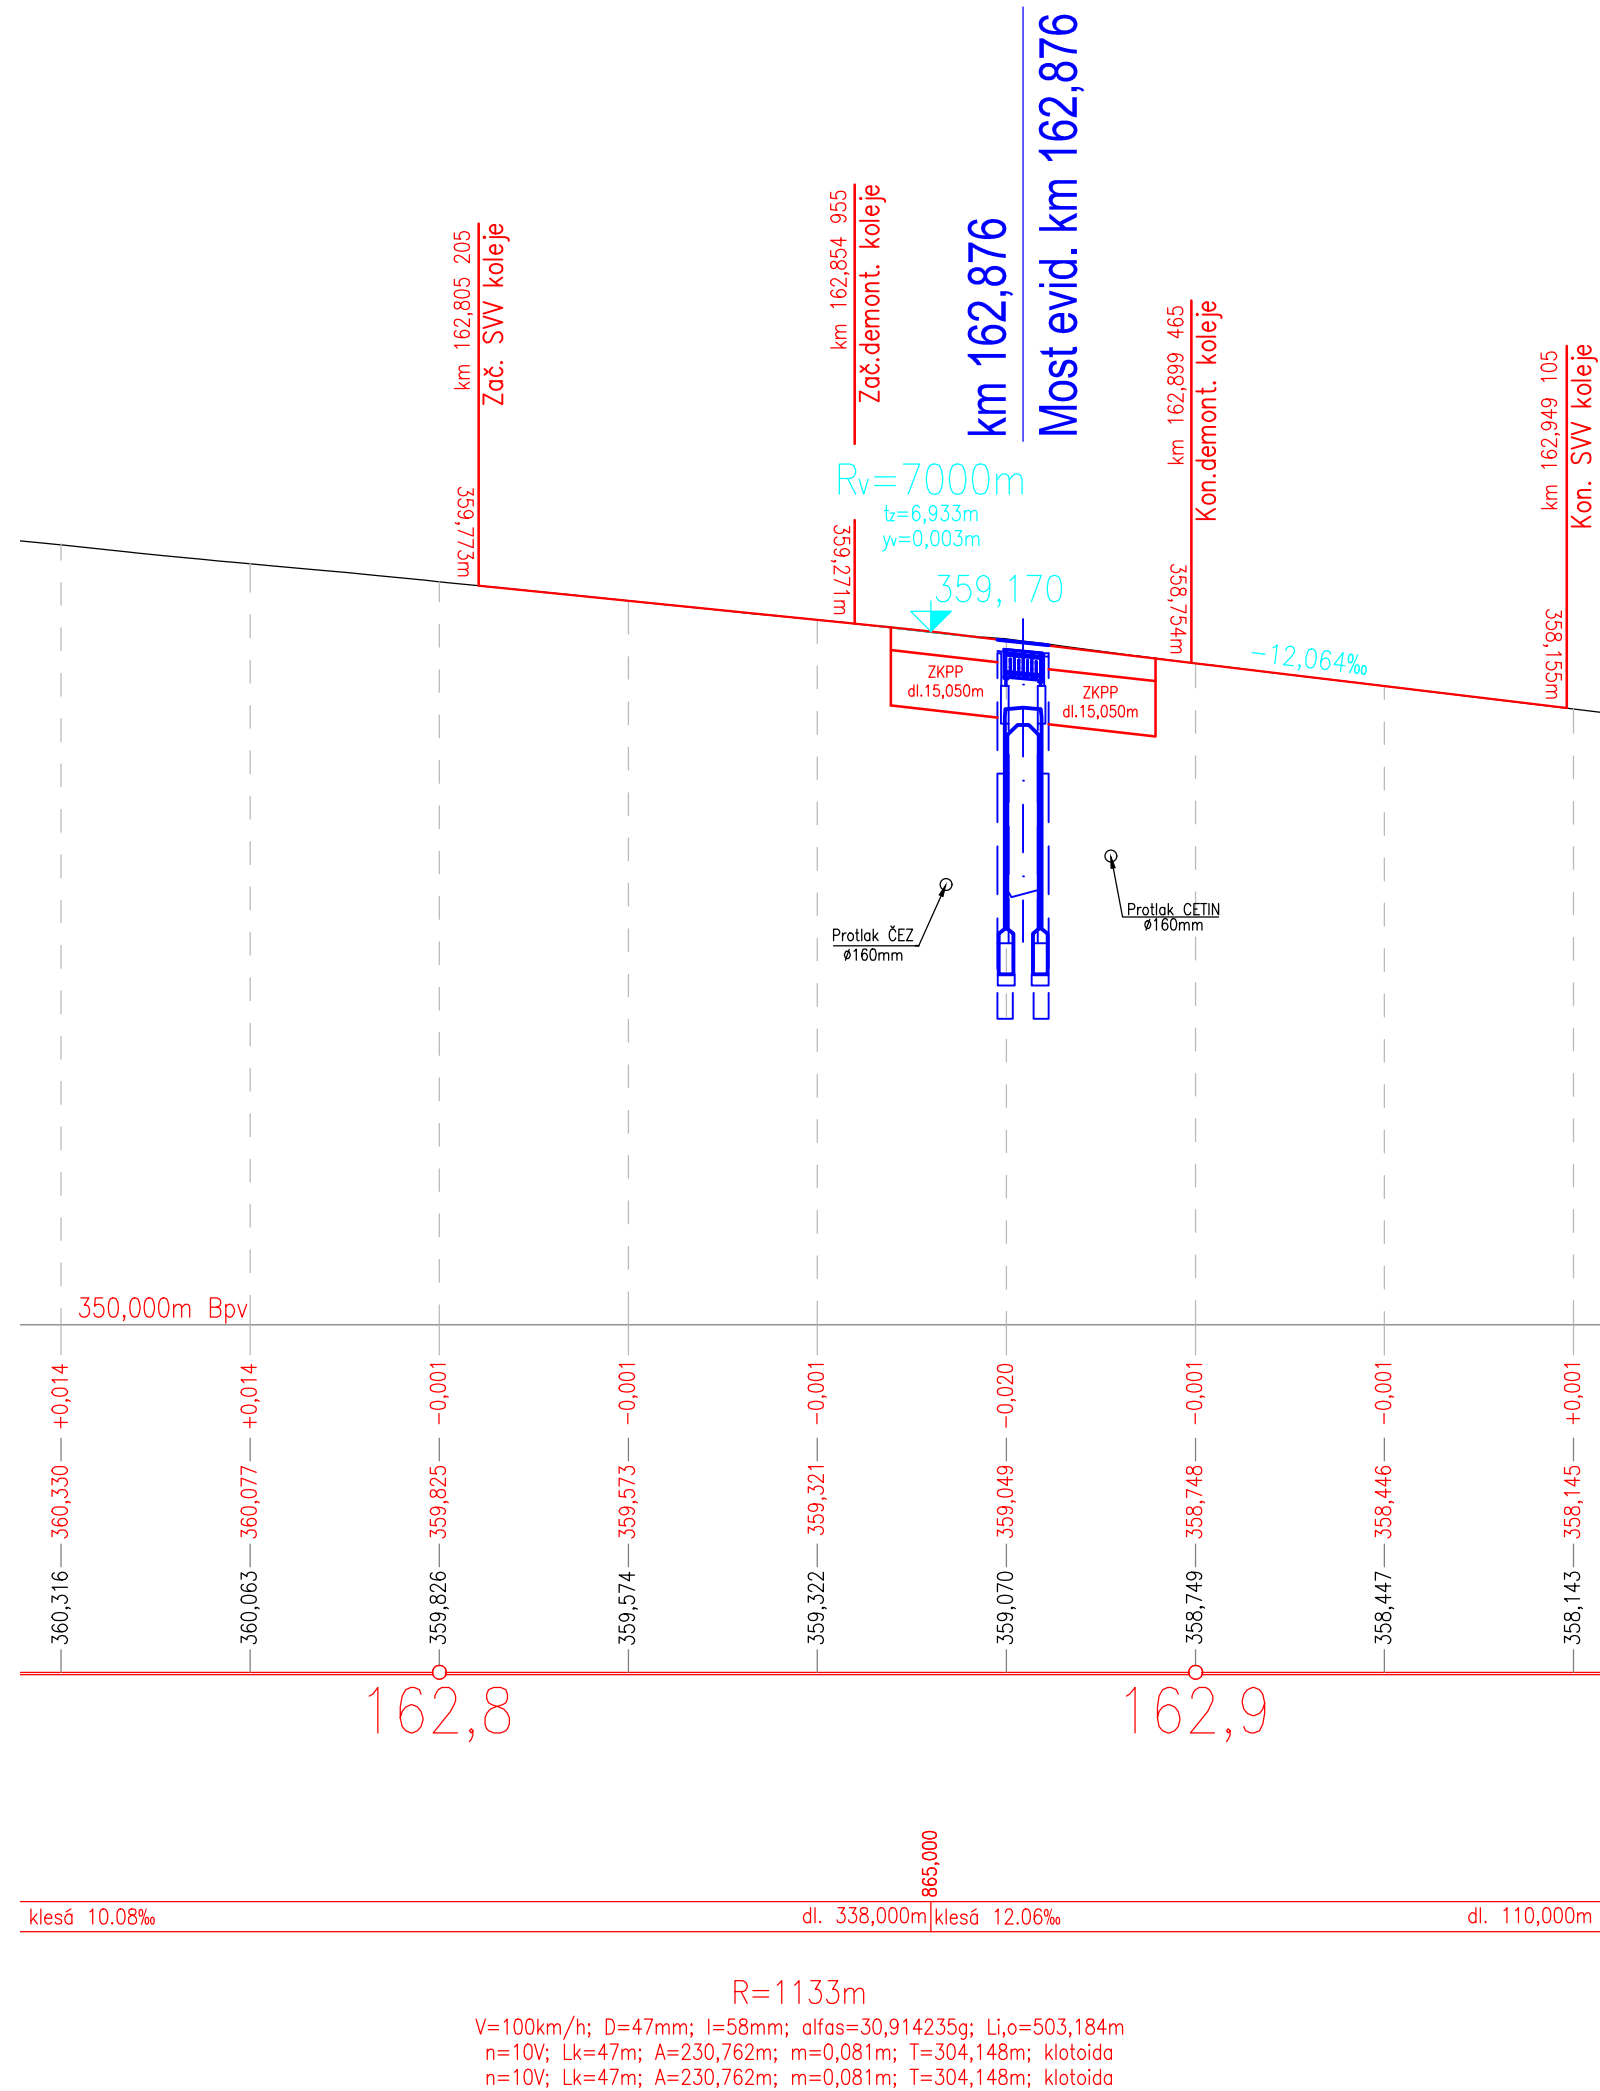 km 162,876
Most evid. km 162,876
km 162,805 205
Zač. SVV koleje
359,773m
km 162,854 955
Zač.demont. koleje
359,271m
km 162,899 465
Kon.demont. koleje
358,754m
km 162,949 105
Kon. SVV koleje
358,155m
Rv=7000m
tz=6,933m
yv=0,003m
359,170
-12,064‰
ZKPP
dl.15,050m
ZKPP
dl.15,050m
Protlak ČEZ
ø160mm
Protlak CETIN
ø160mm
350,000m Bpv
+0,014 +0,014 -0,001 -0,001 -0,001 -0,020 -0,001 -0,001 +0,001
360,330 360,077 359,825 359,573 359,321 359,049 358,748 358,446 358,145
360,316 360,063 359,826 359,574 359,322 359,070 358,749 358,447 358,143
162,8 162,9
865,000
klesá 10.08‰ dl. 338,000m klesá 12.06‰ dl. 110,000m
R=1133m
V=100km/h; D=47mm; I=58mm; alfas=30,914235g; Li,o=503,184m
n=10V; Lk=47m; A=230,762m; m=0,081m; T=304,148m; klotoida
n=10V; Lk=47m; A=230,762m; m=0,081m; T=304,148m; klotoida